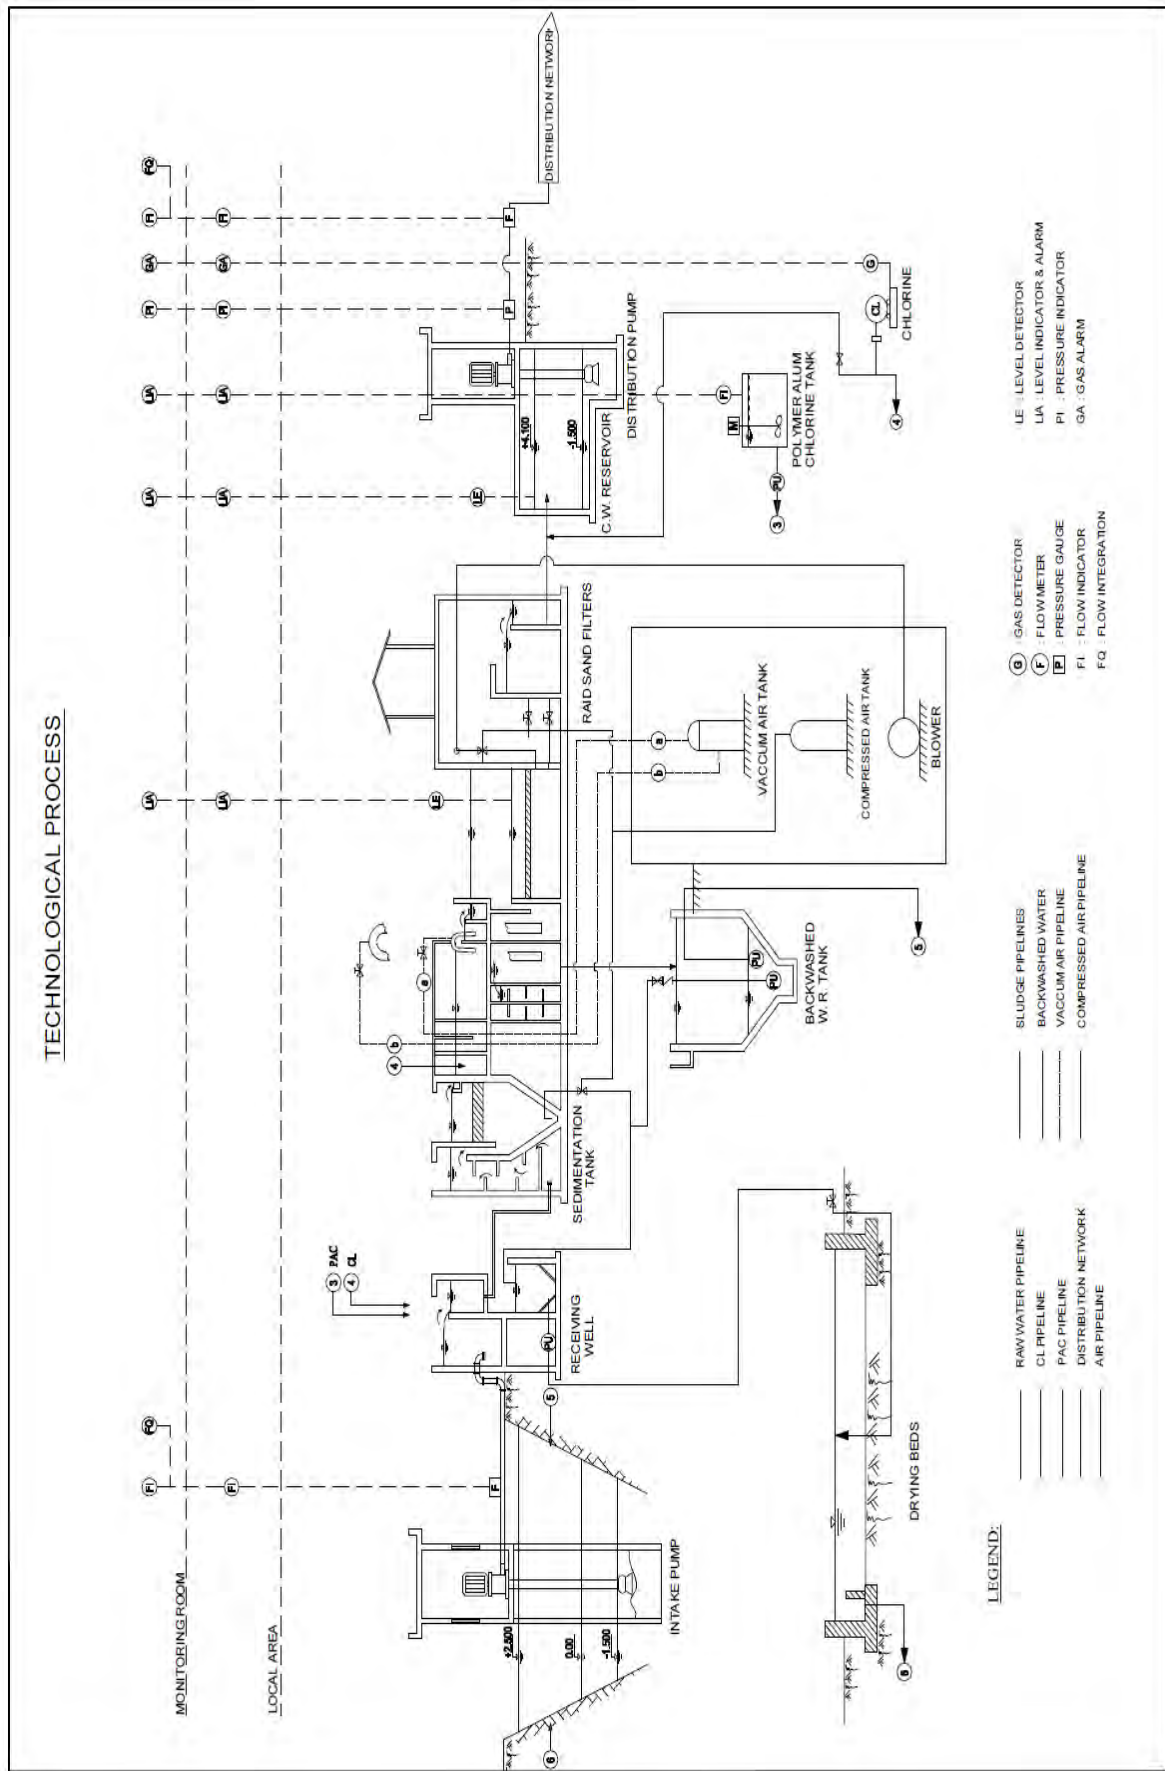 TECHNOLOGICAL PROCESS
MONITORING ROOM
FI
FQ
LIA
LIA
LIA
PI
GA
FI
FQ
LOCAL AREA
FI
LIA
LIA
LIA
PI
GA
FI
3 PAC
4 CL
DISTRIBUTION NETWORK
F
LE
LE
P
F
b
a
4
+2.500
0.00
-1.500
6
5
PU
+4.100
-1.500
INTAKE PUMP
RECEIVING
WELL
SEDIMENTATION
TANK
RAID SAND FILTERS
C.W. RESERVOIR
DISTRIBUTION PUMP
b
a
VACCUM AIR TANK
COMPRESSED AIR TANK
BLOWER
PU
PU
BACKWASHED
W. R. TANK
5
3
PU
M
FI
POLYMER ALUM
CHLORINE TANK
G
CL
CHLORINE
4
DRYING BEDS
6
LEGEND:
RAW WATER PIPELINE
CL PIPELINE
PAC PIPELINE
DISTRIBUTION NETWORK
AIR PIPELINE
SLUDGE PIPELINES
BACKWASHED WATER
VACCUM AIR PIPELINE
COMPRESSED AIR PIPELINE
G : GAS DETECTOR
F : FLOW METER
P : PRESSURE GAUGE
FI : FLOW INDICATOR
FQ : FLOW INTEGRATION
LE : LEVEL DETECTOR
LIA : LEVEL INDICATOR & ALARM
PI : PRESSURE INDICATOR
GA : GAS ALARM